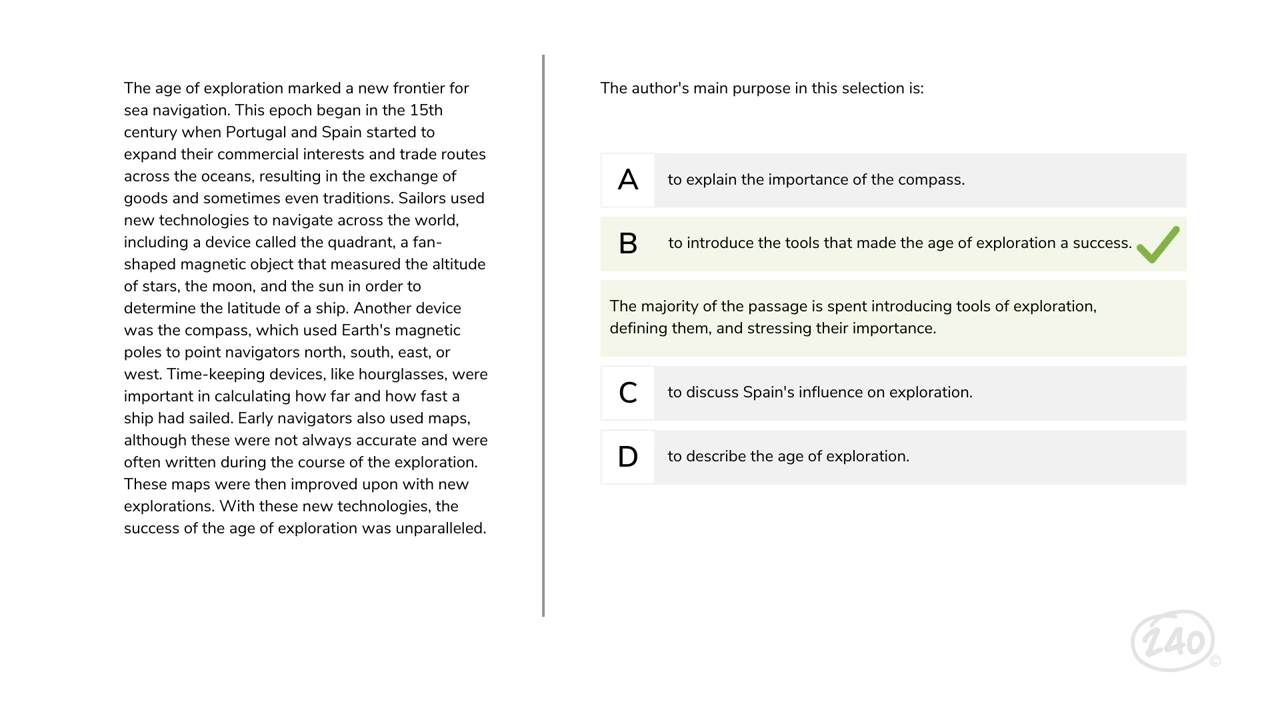 The age of exploration marked a new frontier for
sea navigation. This epoch began in the 15th
century when Portugal and Spain started to
expand their commercial interests and trade routes
across the oceans, resulting in the exchange of
goods and sometimes even traditions. Sailors used
new technologies to navigate across the world,
including a device called the quadrant, a fan-
shaped magnetic object that measured the altitude
of stars, the moon, and the sun in order to
determine the latitude of a ship. Another device
was the compass, which used Earth's magnetic
poles to point navigators north, south, east, or
west. Time-keeping devices, like hourglasses, were
important in calculating how far and how fast a
ship had sailed. Early navigators also used maps,
although these were not always accurate and were
often written during the course of the exploration.
These maps were then improved upon with new
explorations. With these new technologies, the
success of the age of exploration was unparalleled.
The author's main purpose in this selection is:
A to explain the importance of the compass.
B to introduce the tools that made the age of exploration a success.
The majority of the passage is spent introducing tools of exploration,
defining them, and stressing their importance.
C to discuss Spain's influence on exploration.
D to describe the age of exploration.
240 ©